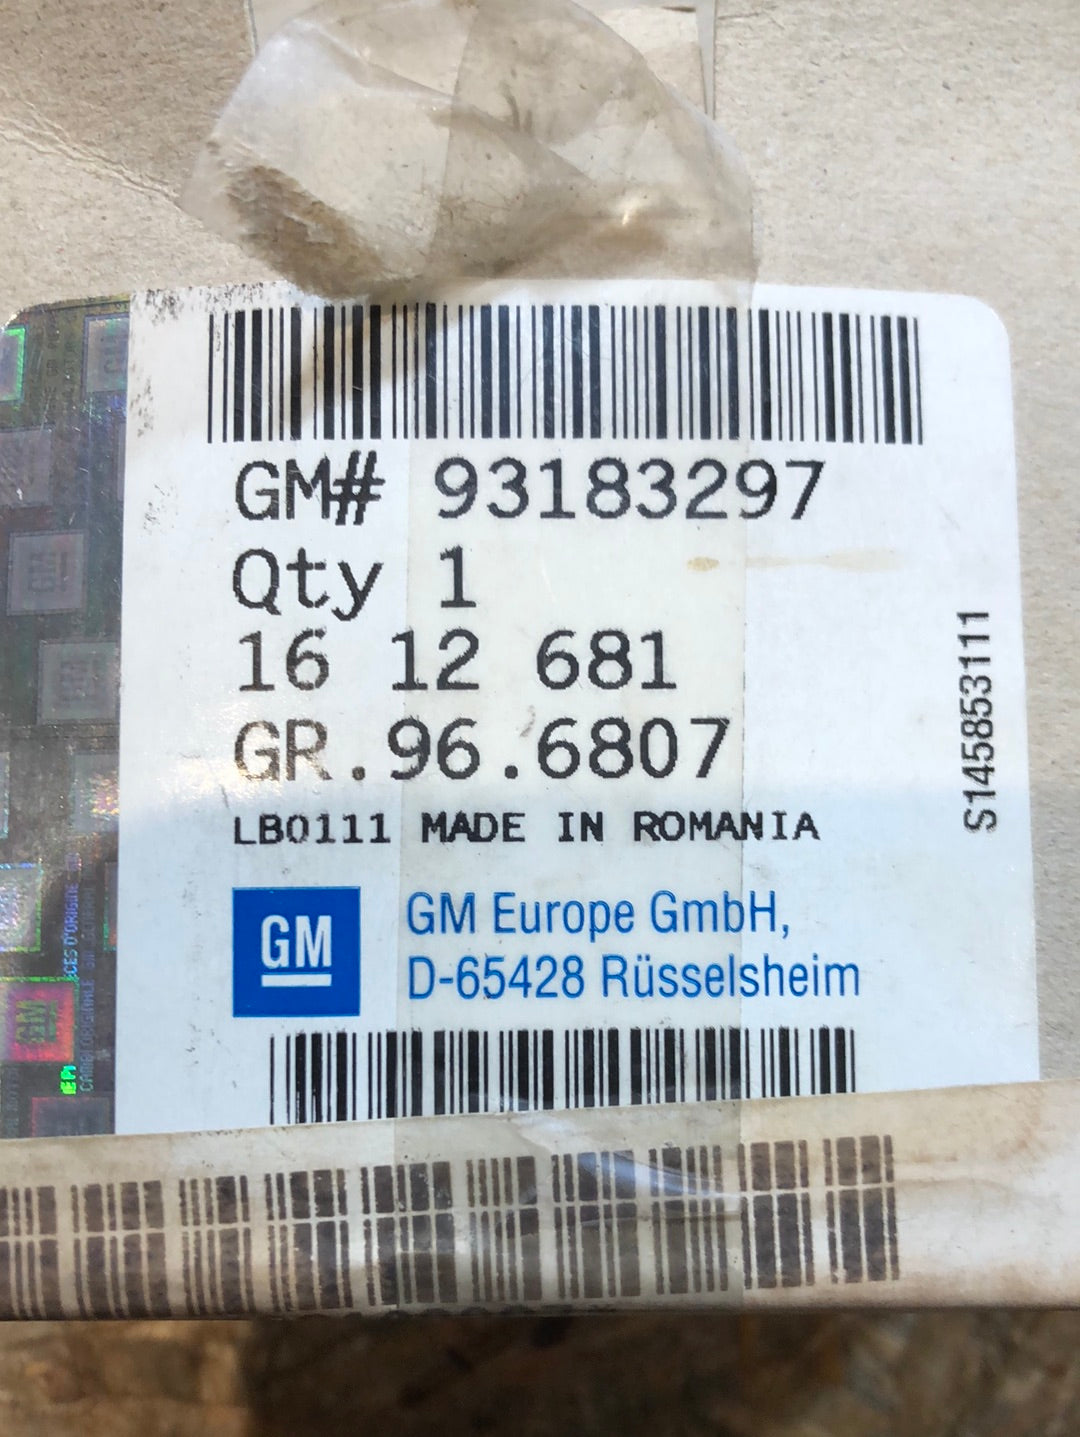 GM# 93183297
Qty 1
16 12 681
GR.96.6807
LB0111 MADE IN ROMANIA
GM
GM Europe GmbH,
D-65428 Rüsselsheim
S145853111
GM